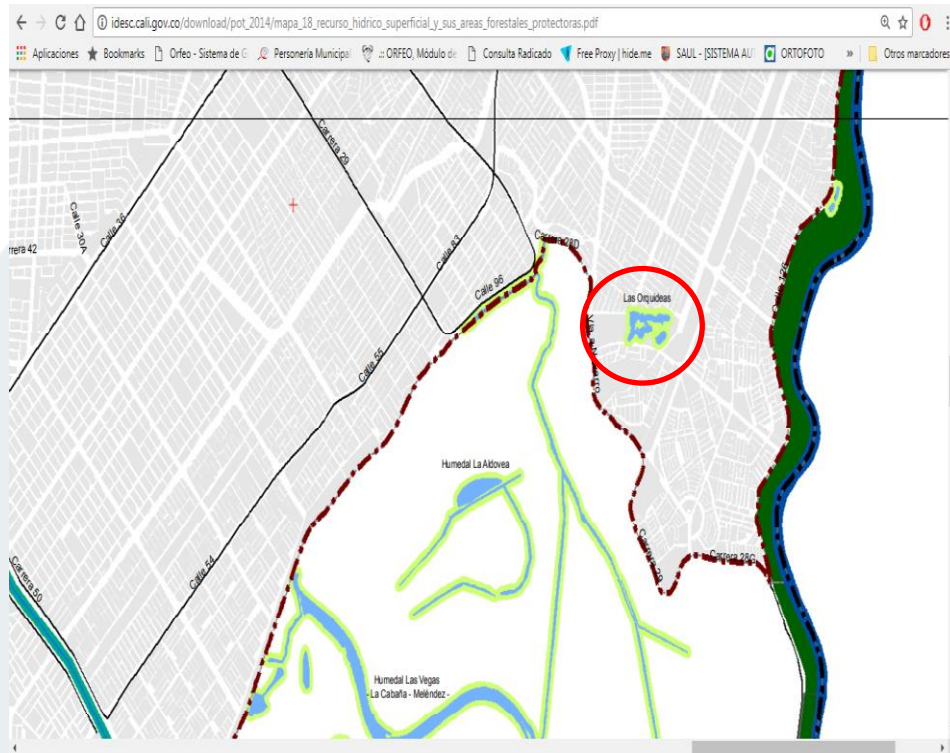 idesc.cali.gov.co/download/pot_2014/mapa_18_recurso_hidrico_superficial_y_sus_areas_forestales_protectoras.pdf
Aplicaciones Bookmarks Orfeo - Sistema de G Personería Municipal .:: ORFEO, Módulo de Consulta Radicado Free Proxy | hide.me SAUL - [SISTEMA AU ORTOFOTO » Otros marcadores
Carrera 29
Calle 36
Calle 30A
rrera 42
Calle 83
Carrera 28D
Calle 96
Las Orquideas
Calle 126
Calle 55
Humedal La Aldovea
Carrera 50
Calle 54
Carrera 29
Carrera 28G
Humedal Las Vegas
- La Cabaña - Meléndez -